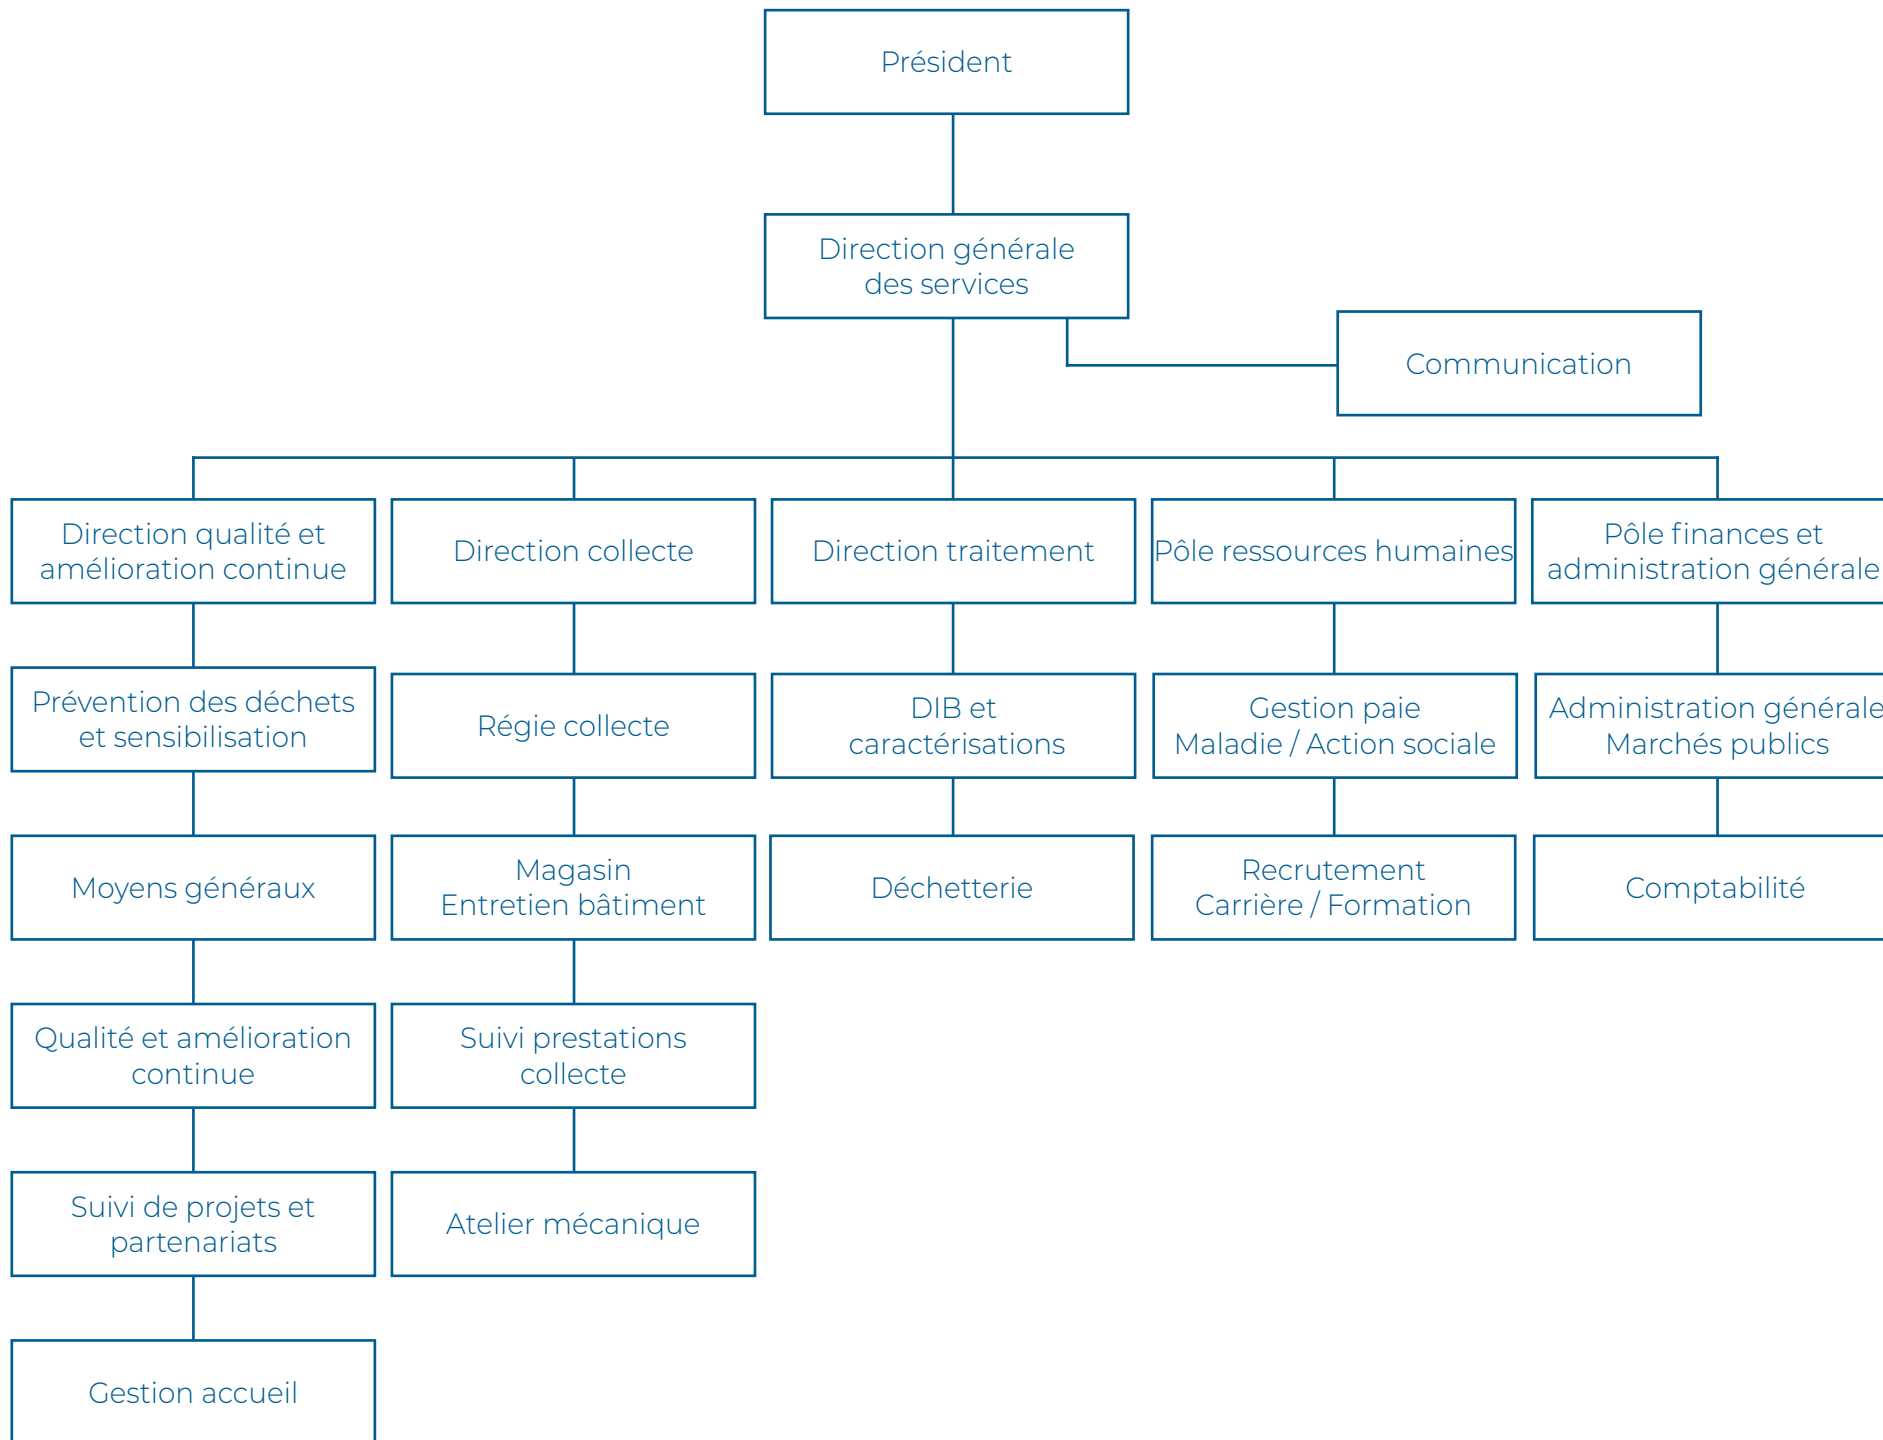 Président
Direction générale
des services
Communication
Direction qualité et
amélioration continue
Direction collecte
Direction traitement
Pôle ressources humaines
Pôle finances et
administration générale
Prévention des déchets
et sensibilisation
Régie collecte
DIB et
caractérisations
Gestion paie
Maladie / Action sociale
Administration générale
Marchés publics
Moyens généraux
Magasin
Entretien bâtiment
Déchetterie
Recrutement
Carrière / Formation
Comptabilité
Qualité et amélioration
continue
Suivi prestations
collecte
Suivi de projets et
partenariats
Atelier mécanique
Gestion accueil